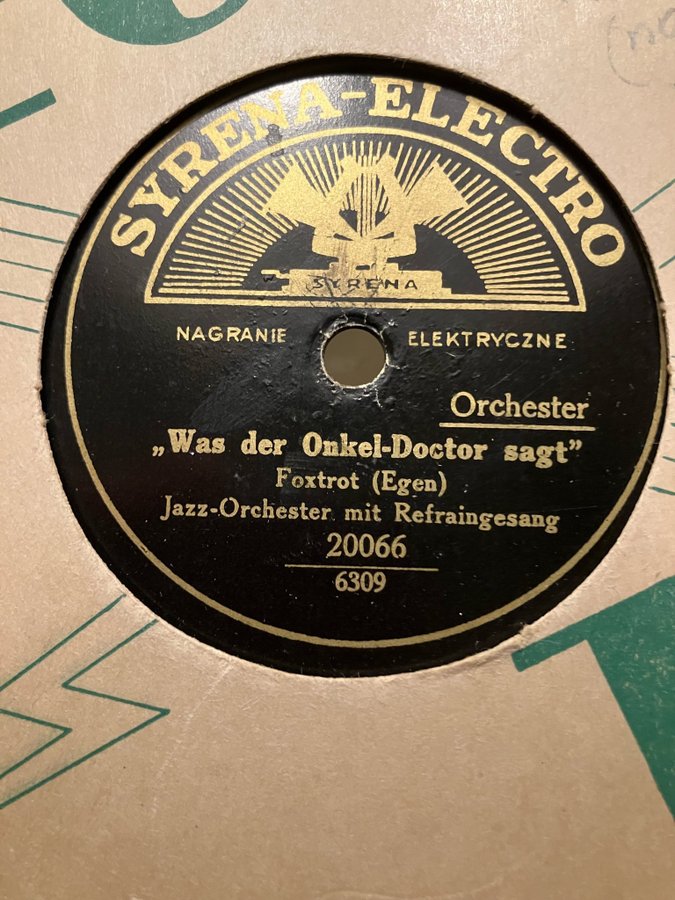 SYRENA-ELECTRO
SYRENA
NAGRANIE ELEKTRYCZNE
Orchester
„Was der Onkel-Doctor sagt”
Foxtrot (Egen)
Jazz-Orchester mit Refraingesang
20066
6309